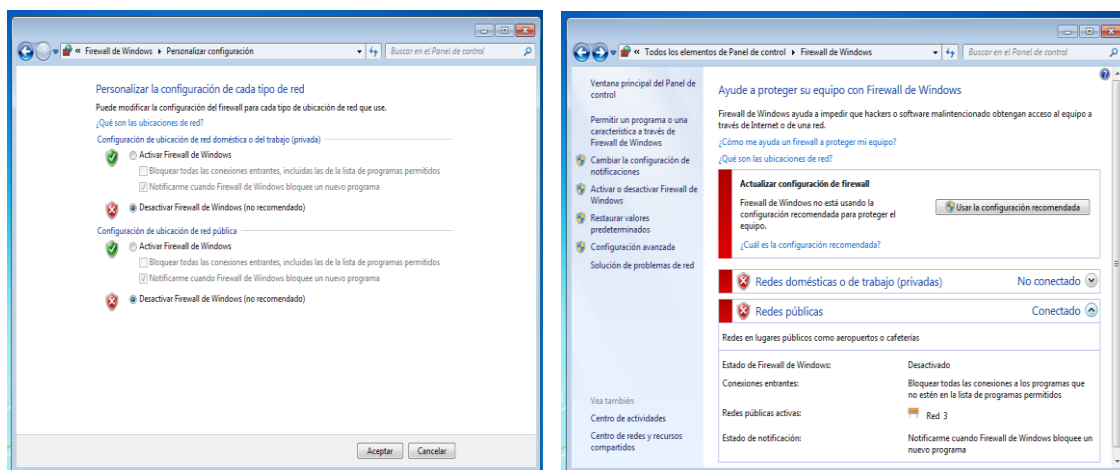 « Firewall de Windows ▸ Personalizar configuración
Buscar en el Panel de control
Personalizar la configuración de cada tipo de red
Puede modificar la configuración del firewall para cada tipo de ubicación de red que use.
¿Qué son las ubicaciones de red?
Configuración de ubicación de red doméstica o del trabajo (privada)
Activar Firewall de Windows
Bloquear todas las conexiones entrantes, incluidas las de la lista de programas permitidos
Notificarme cuando Firewall de Windows bloquee un nuevo programa
Desactivar Firewall de Windows (no recomendado)
Configuración de ubicación de red pública
Activar Firewall de Windows
Bloquear todas las conexiones entrantes, incluidas las de la lista de programas permitidos
Notificarme cuando Firewall de Windows bloquee un nuevo programa
Desactivar Firewall de Windows (no recomendado)
Aceptar
Cancelar
« Todos los elementos de Panel de control ▸ Firewall de Windows
Buscar en el Panel de control
Ventana principal del Panel de
control
Permitir un programa o una
característica a través de
Firewall de Windows
Cambiar la configuración de
notificaciones
Activar o desactivar Firewall de
Windows
Restaurar valores
predeterminados
Configuración avanzada
Solución de problemas de red
Vea también
Centro de actividades
Centro de redes y recursos
compartidos
Ayude a proteger su equipo con Firewall de Windows
Firewall de Windows ayuda a impedir que hackers o software malintencionado obtengan acceso al equipo a
través de Internet o de una red.
¿Cómo me ayuda un firewall a proteger mi equipo?
¿Qué son las ubicaciones de red?
Actualizar configuración de firewall
Firewall de Windows no está usando la
configuración recomendada para proteger el
equipo.
Usar la configuración recomendada
¿Cuál es la configuración recomendada?
Redes domésticas o de trabajo (privadas)
No conectado
Redes públicas
Conectado
Redes en lugares públicos como aeropuertos o cafeterías
Estado de Firewall de Windows:
Desactivado
Conexiones entrantes:
Bloquear todas las conexiones a los programas que
no estén en la lista de programas permitidos
Redes públicas activas:
Red 3
Estado de notificación:
Notificarme cuando Firewall de Windows bloquee un
nuevo programa